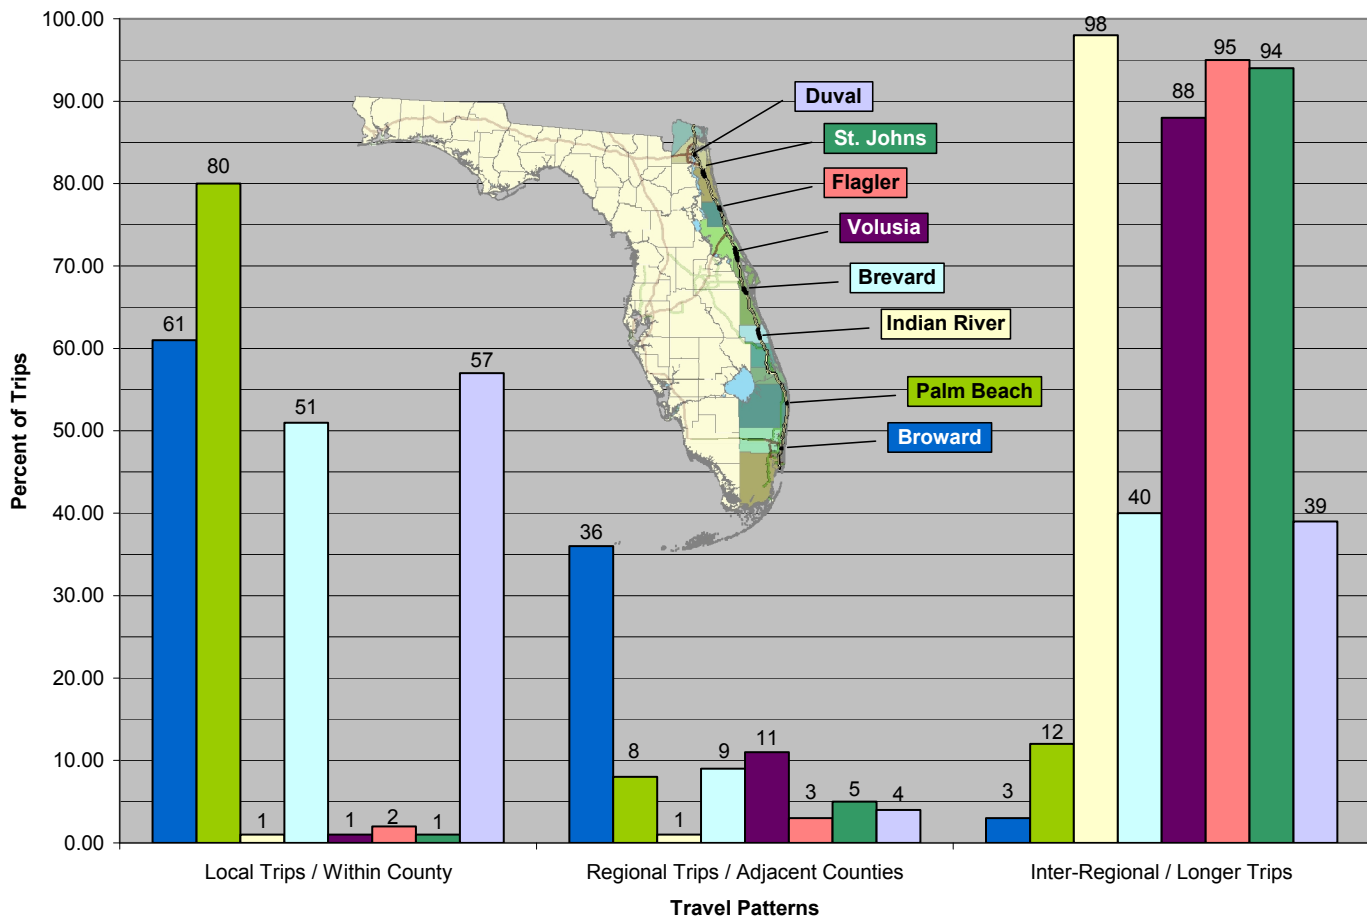 100.00
90.00
80.00
70.00
60.00
50.00
40.00
30.00
20.00
10.00
0.00
Percent of Trips
61
80
1
51
1
2
1
57
36
8
1
9
11
3
5
4
3
12
98
40
88
95
94
39
Duval
St. Johns
Flagler
Volusia
Brevard
Indian River
Palm Beach
Broward
Local Trips / Within County
Regional Trips / Adjacent Counties
Inter-Regional / Longer Trips
Travel Patterns